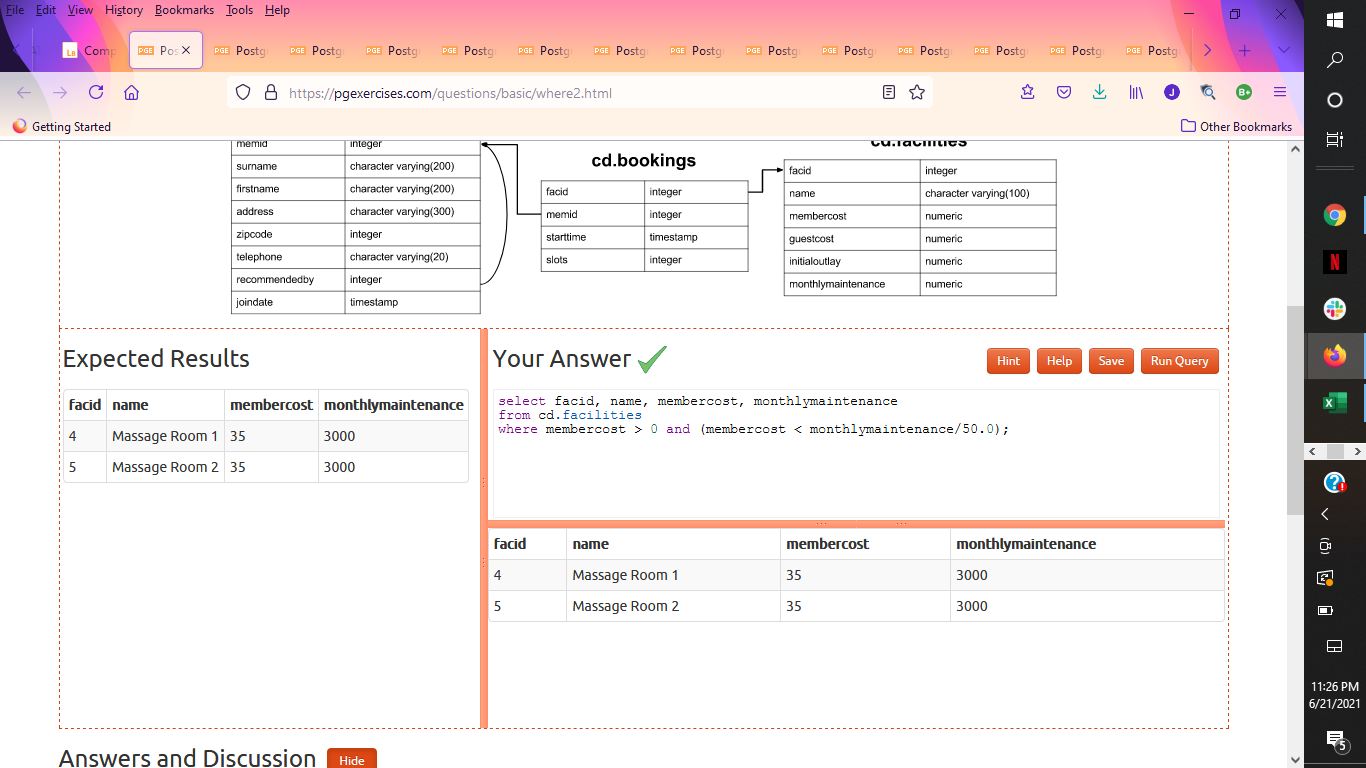 File Edit View History Bookmarks Tools Help
Comp
Pos
Postg
Postg
Postg
Postg
Postg
Postg
Postg
Postg
Postg
Postg
Postg
Postg
Postg
https://pgexercises.com/questions/basic/where2.html
Getting Started
Other Bookmarks
memid integer
surname character varying(200)
firstname character varying(200)
address character varying(300)
zipcode integer
telephone character varying(20)
recommendedby integer
joindate timestamp
cd.bookings
facid integer
memid integer
starttime timestamp
slots integer
cd.facilities
facid integer
name character varying(100)
membercost numeric
guestcost numeric
initialoutlay numeric
monthlymaintenance numeric
Expected Results
facid name membercost monthlymaintenance
4 Massage Room 1 35 3000
5 Massage Room 2 35 3000
Your Answer
Hint Help Save Run Query
select facid, name, membercost, monthlymaintenance
from cd.facilities
where membercost > 0 and (membercost < monthlymaintenance/50.0);
facid name membercost monthlymaintenance
4 Massage Room 1 35 3000
5 Massage Room 2 35 3000
Answers and Discussion Hide
11:26 PM
6/21/2021
5